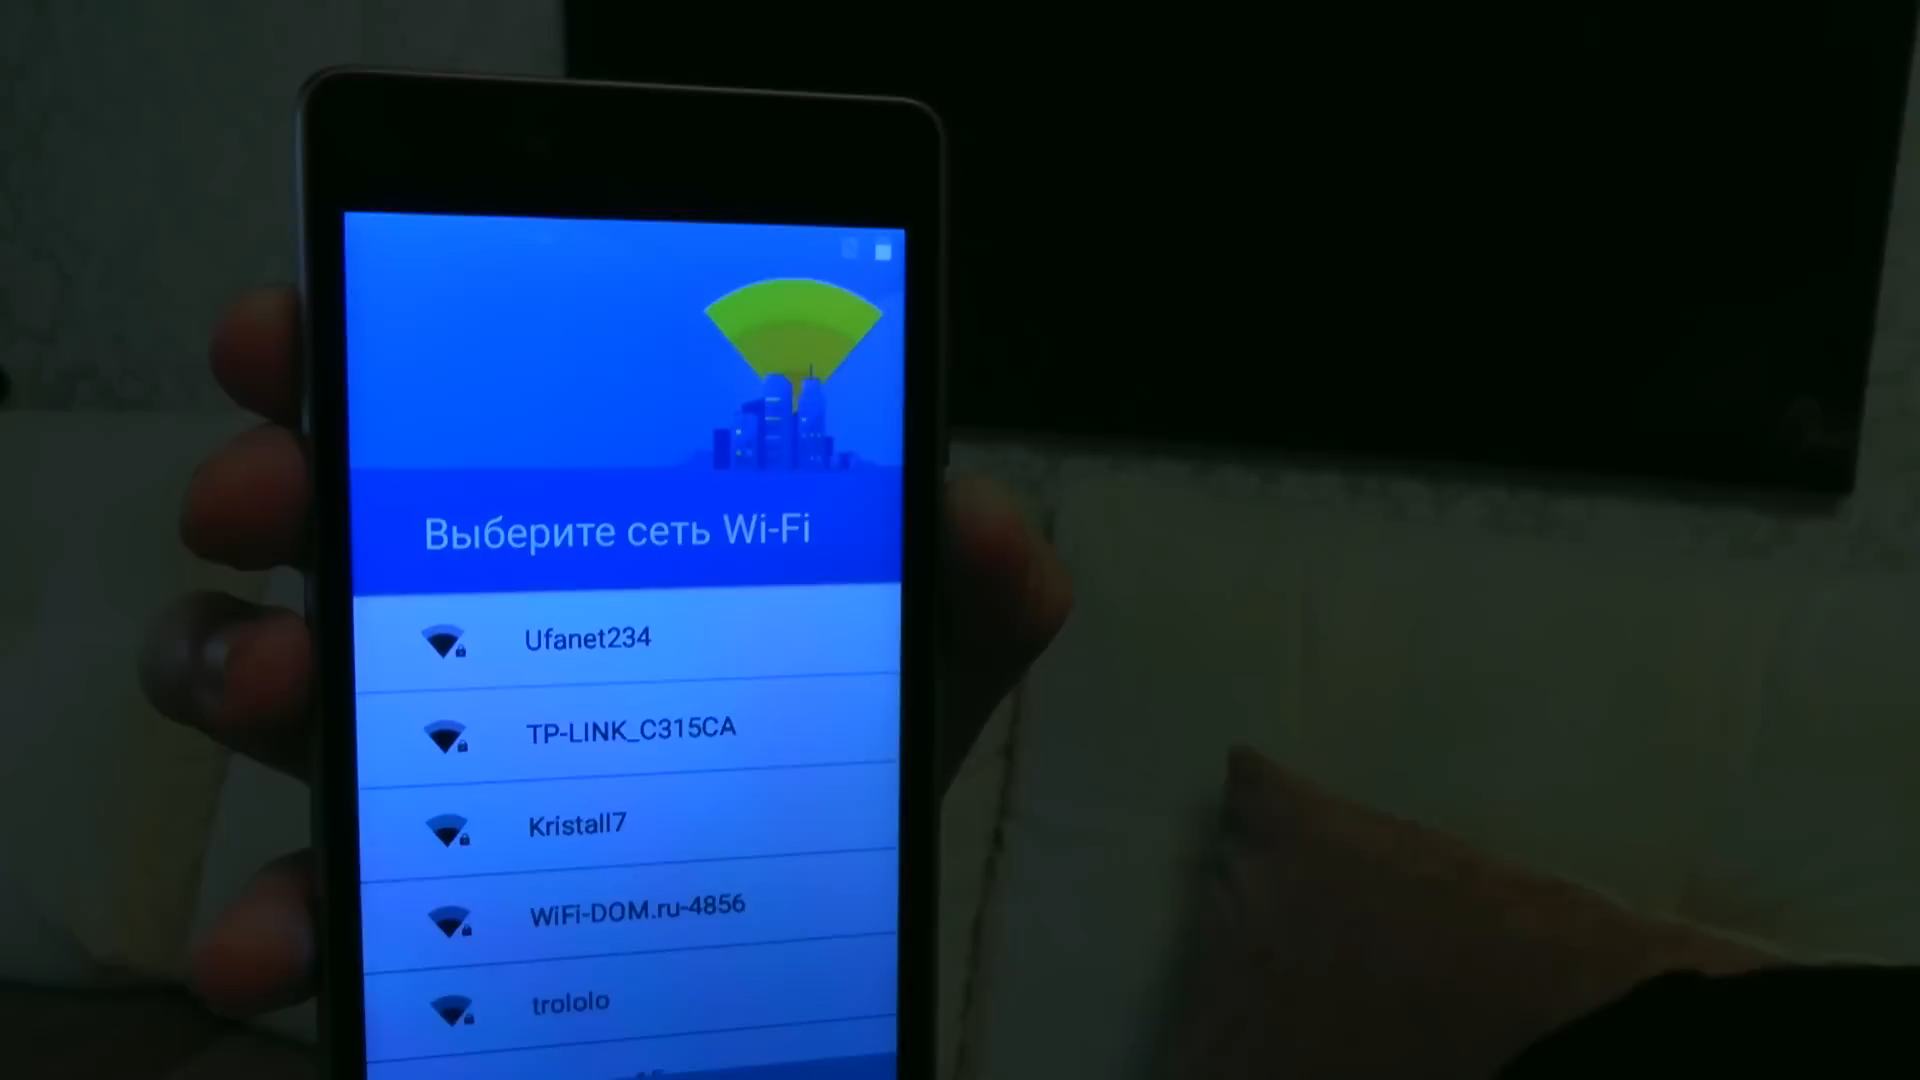 Выберите сеть Wi-Fi
Ufanet234
TP-LINK_C315CA
Kristall7
WiFi-DOM.ru-4856
trololo